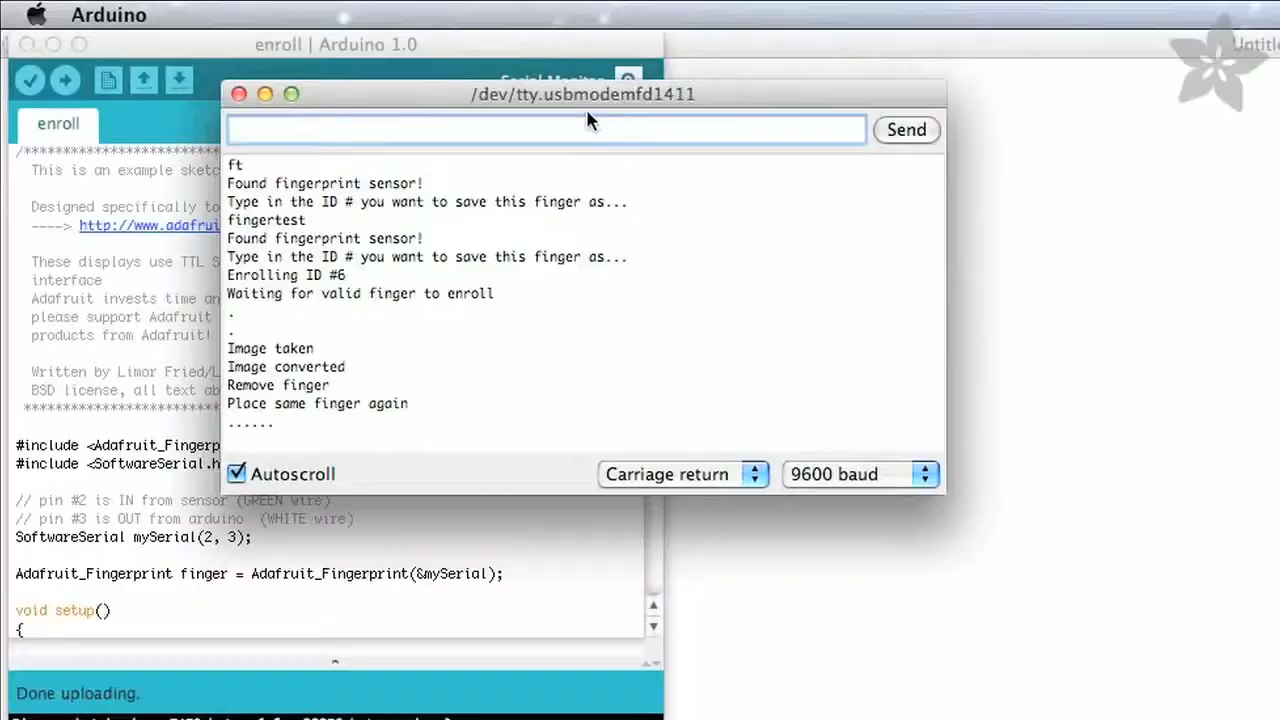 Arduino
enroll | Arduino 1.0
Serial Monitor
enroll
/dev/tty.usbmodemfd1411
Send
ft
Found fingerprint sensor!
Type in the ID # you want to save this finger as...
fingertest
Found fingerprint sensor!
Type in the ID # you want to save this finger as...
Enrolling ID #6
Waiting for valid finger to enroll
.
.
Image taken
Image converted
Remove finger
Place same finger again
......
Autoscroll
Carriage return
9600 baud
This is an example
Designed specifically to
----> http://www.adafrui
These displays use TTL S
interface
Adafruit invests time an
please support Adafruit
products from Adafruit!
Written by Limor Fried/L
BSD license, all text ab
#include <Adafruit_Fingerp
#include <SoftwareSerial.h
// pin #2 is IN from sensor (GREEN wire)
// pin #3 is OUT from arduino  (WHITE wire)
SoftwareSerial mySerial(2, 3);
Adafruit_Fingerprint finger = Adafruit_Fingerprint(&mySerial);
void setup()
{
Done uploading.